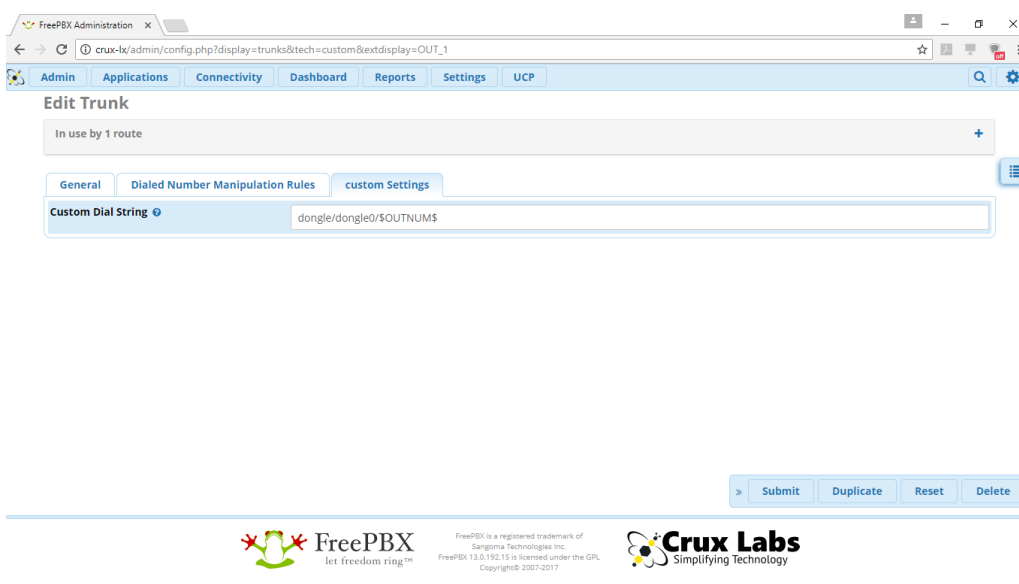 FreePBX Administration
crux-lx/admin/config.php?display=trunks&tech=custom&extdisplay=OUT_1
off
Admin Applications Connectivity Dashboard Reports Settings UCP
Edit Trunk
In use by 1 route
General Dialed Number Manipulation Rules custom Settings
Custom Dial String
dongle/dongle0/$OUTNUM$
» Submit Duplicate Reset Delete
FreePBX
let freedom ring™
FreePBX is a registered trademark of
Sangoma Technologies Inc.
FreePBX 13.0.192.15 is licensed under the GPL
Copyright© 2007-2017
Crux Labs
Simplifying Technology